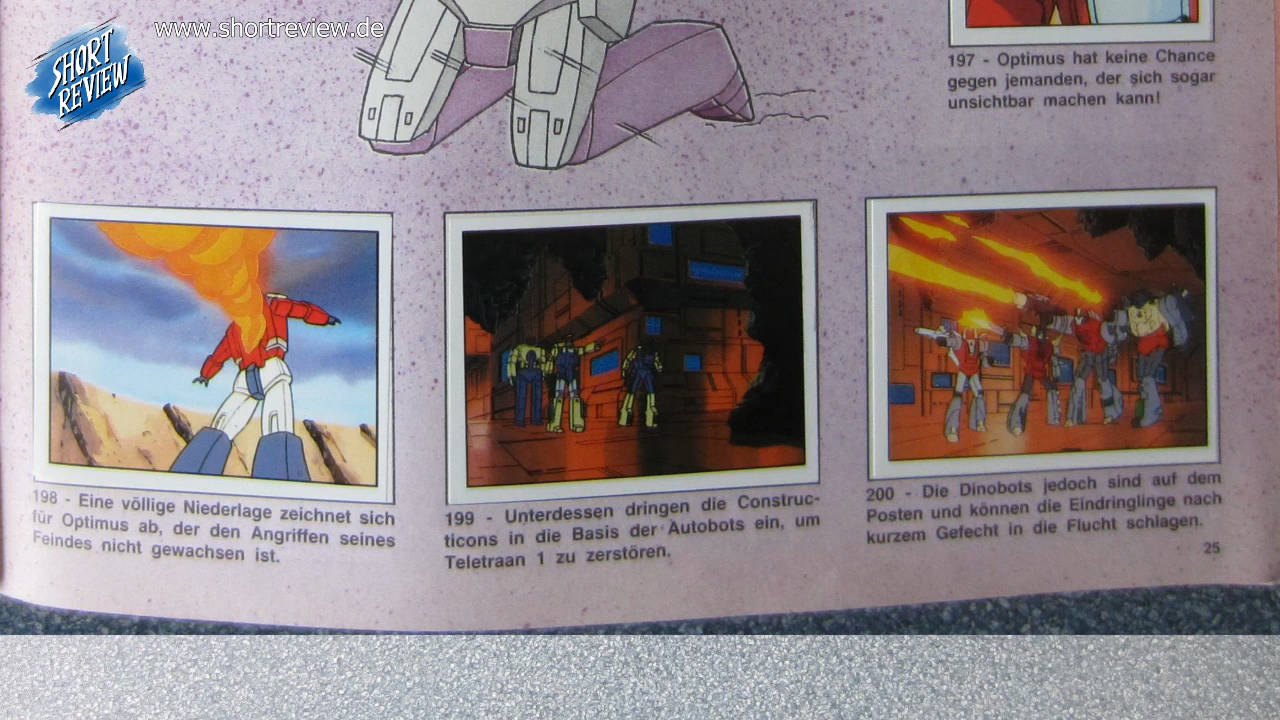 www.shortreview.de
SHORT
REVIEW
197 - Optimus hat keine Chance
gegen jemanden, der sich sogar
unsichtbar machen kann!
198 - Eine völlige Niederlage zeichnet sich
für Optimus ab, der den Angriffen seines
Feindes nicht gewachsen ist.
199 - Unterdessen dringen die Construc-
ticons in die Basis der Autobots ein, um
Teletraan 1 zu zerstören.
200 - Die Dinobots jedoch sind auf dem
Posten und können die Eindringlinge nach
kurzem Gefecht in die Flucht schlagen.
25